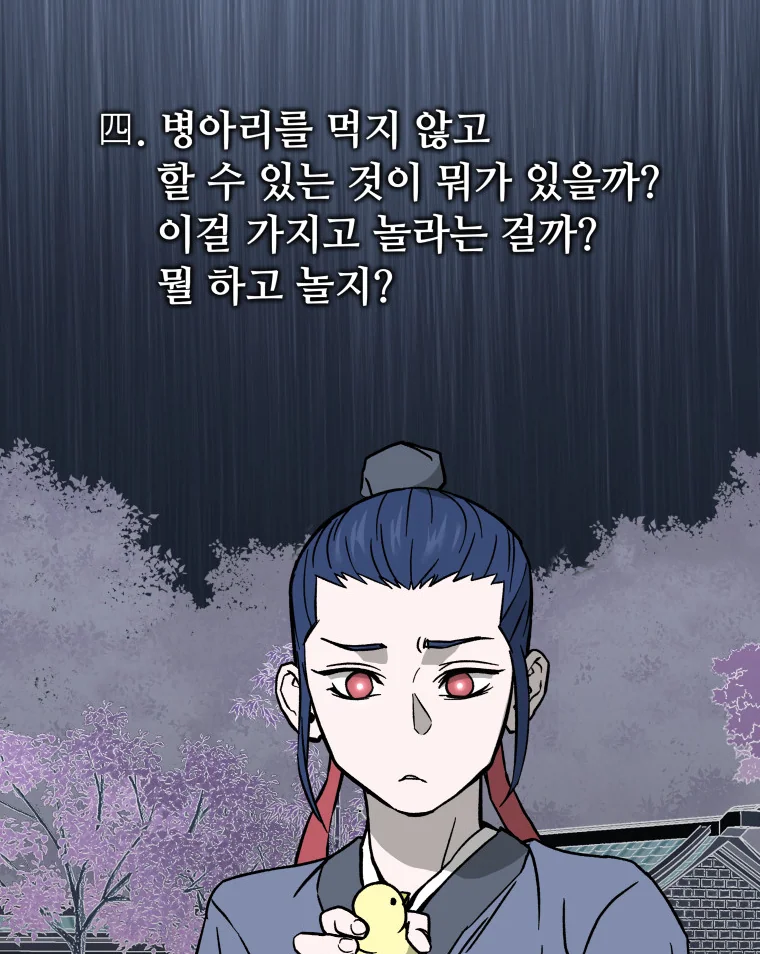 四. 병아리를 먹지 않고
할 수 있는 것이 뭐가 있을까?
이걸 가지고 놀라는 걸까?
뭘 하고 놀지?